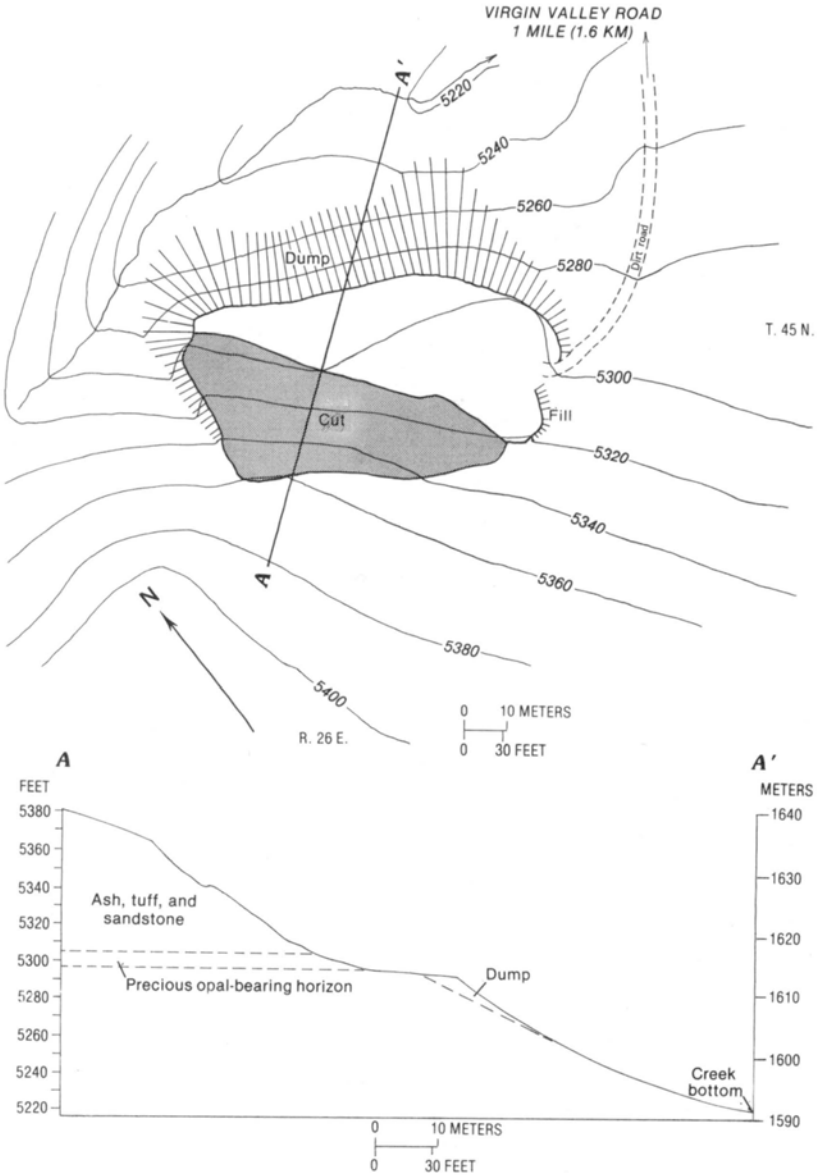 VIRGIN VALLEY ROAD
1 MILE (1.6 KM)
A'
5220
5240
5260
Dump
5280
Dirt road
T. 45 N.
5300
Cut
Fill
5320
5340
A
5360
N
5380
5400
R. 26 E.
0 10 METERS
0 30 FEET
A A'
FEET METERS
5380 1640
5360
5340 1630
Ash, tuff, and
sandstone
5320 1620
5300
Precious opal-bearing horizon
Dump
5280 1610
5260
1600
5240
Creek
bottom
5220
1590
0 10 METERS
0 30 FEET